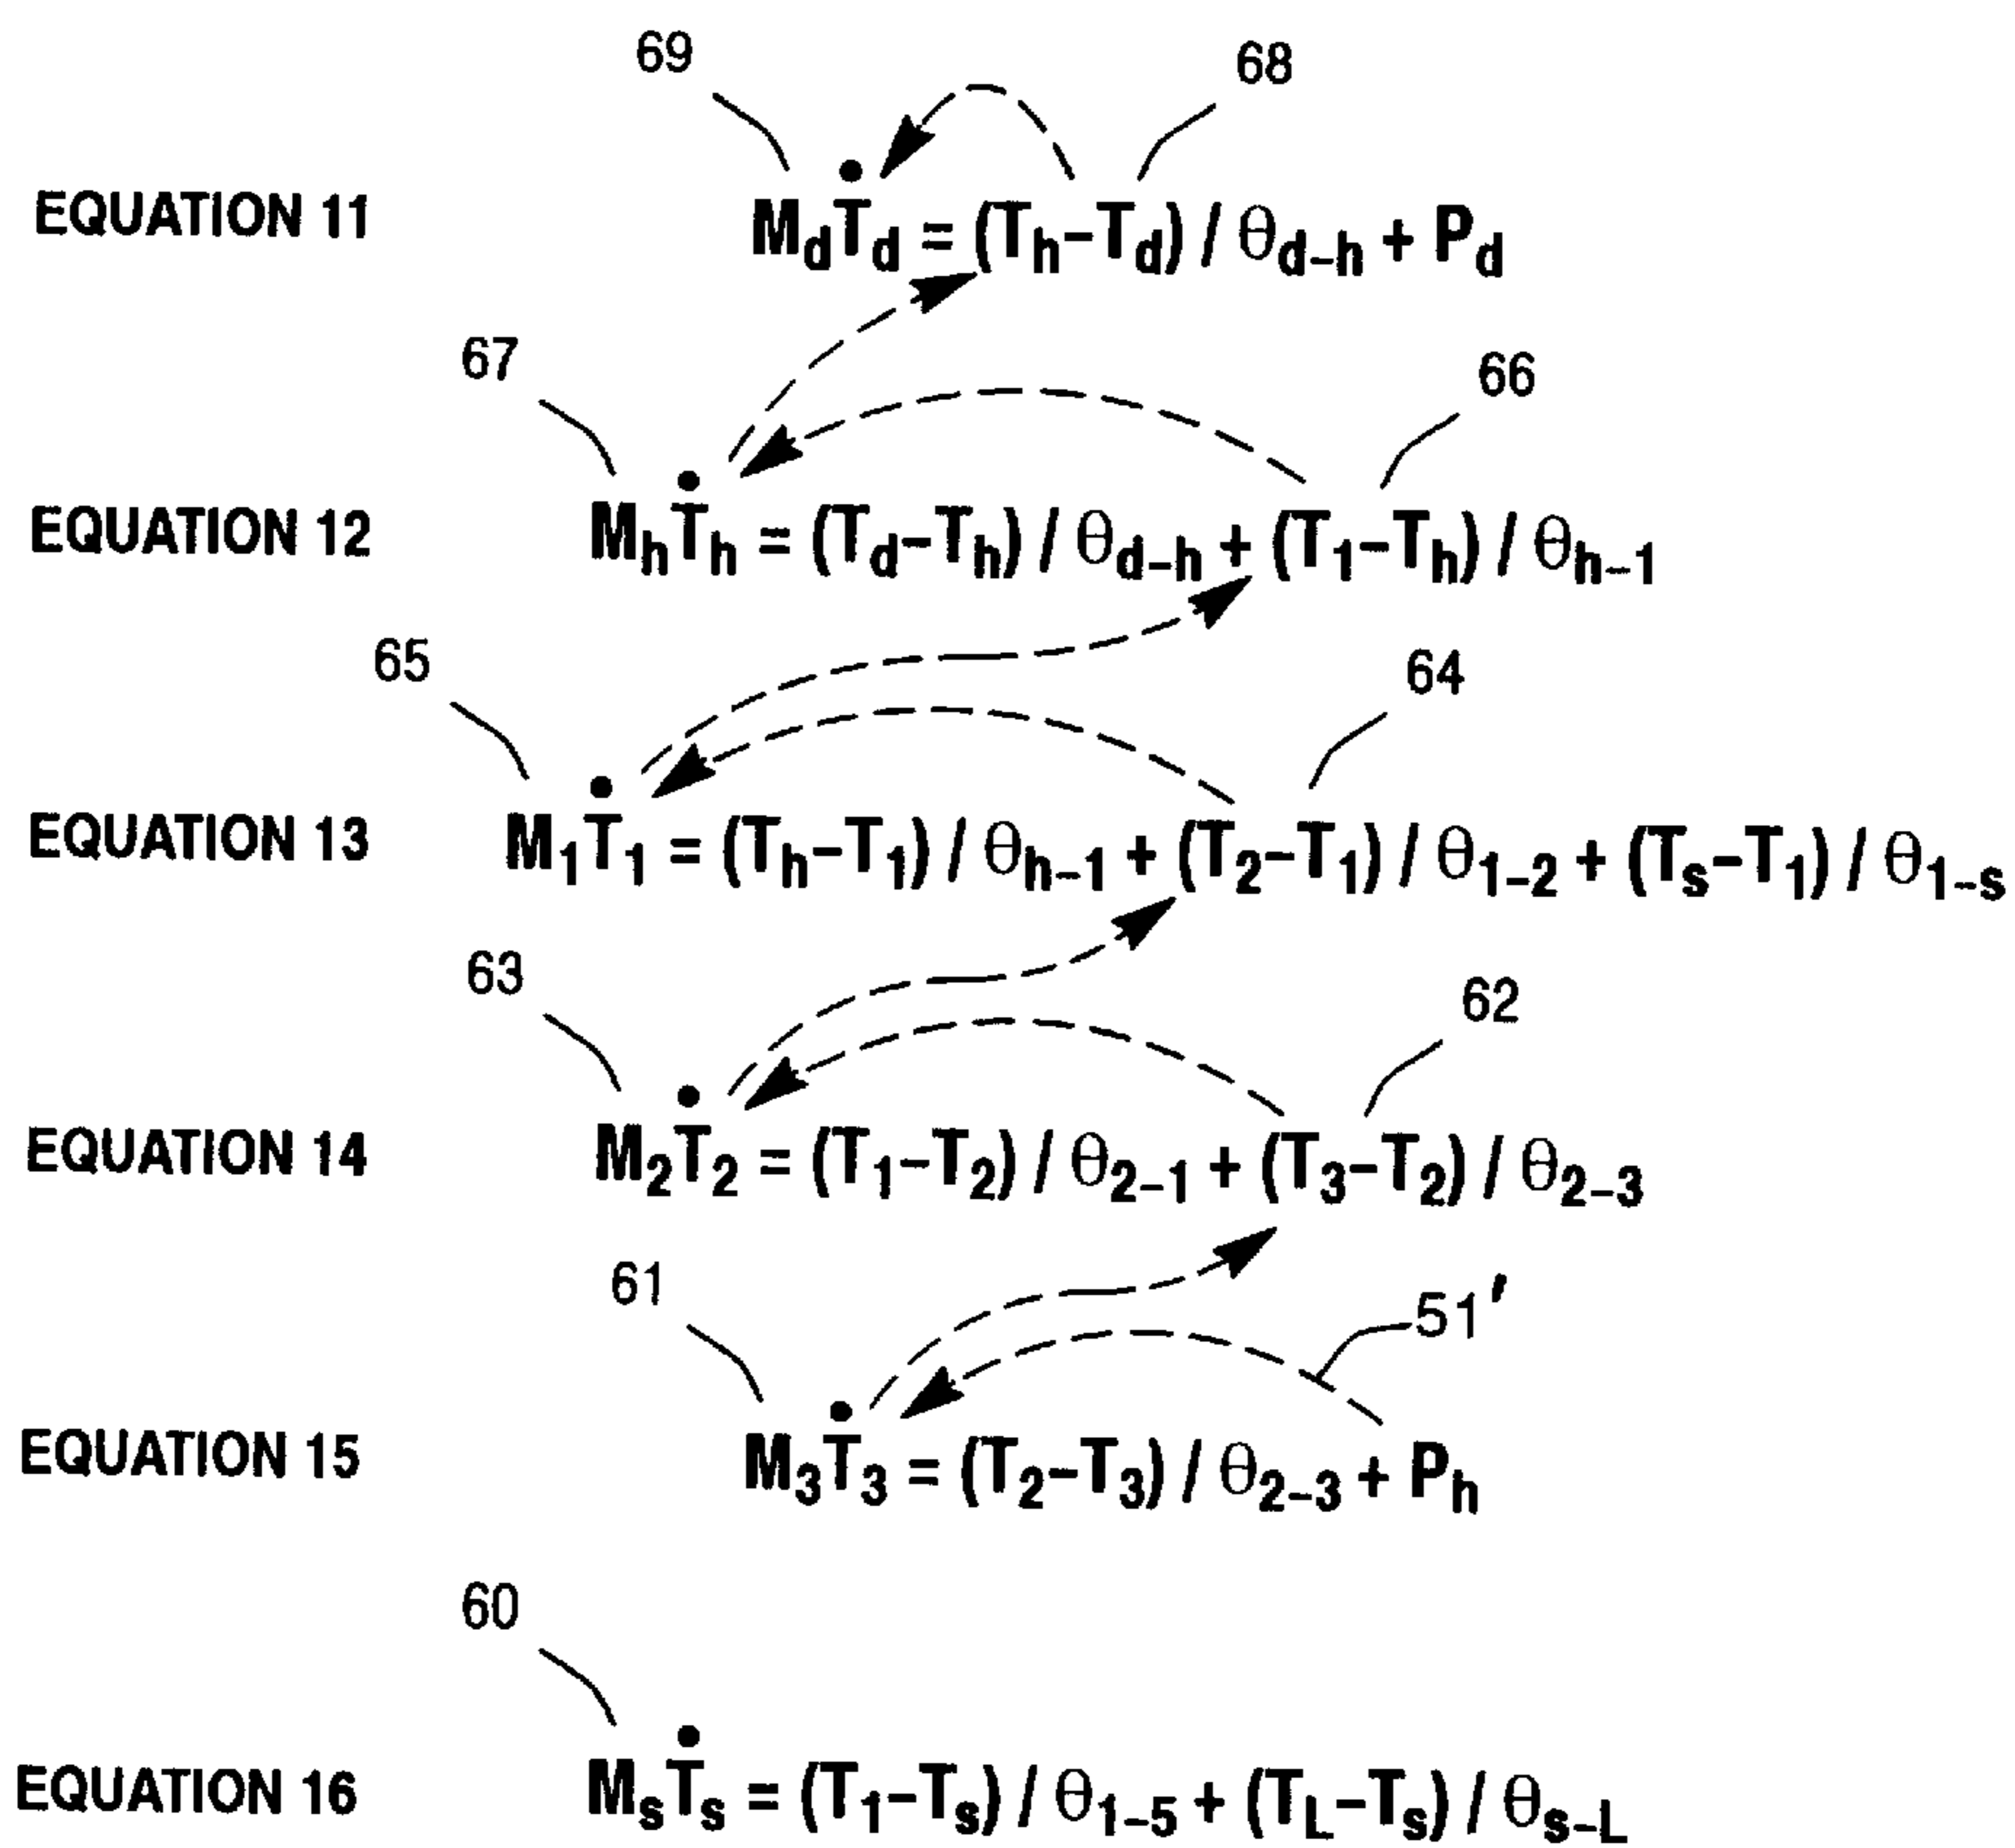 69 68
EQUATION 11 MdṪd = (Th–Td) / θd–h + Pd
67 66
EQUATION 12 MhṪh = (Td–Th) / θd–h + (T1–Th) / θh–1
65 64
EQUATION 13 M1Ṫ1 = (Th–T1) / θh–1 + (T2–T1) / θ1–2 + (Ts–T1) / θ1–s
63 62
EQUATION 14 M2Ṫ2 = (T1–T2) / θ2–1 + (T3–T2) / θ2–3
61 51′
EQUATION 15 M3Ṫ3 = (T2–T3) / θ2–3 + Ph
60
EQUATION 16 MsṪs = (T1–Ts) / θ1–5 + (TL–Ts) / θs–L